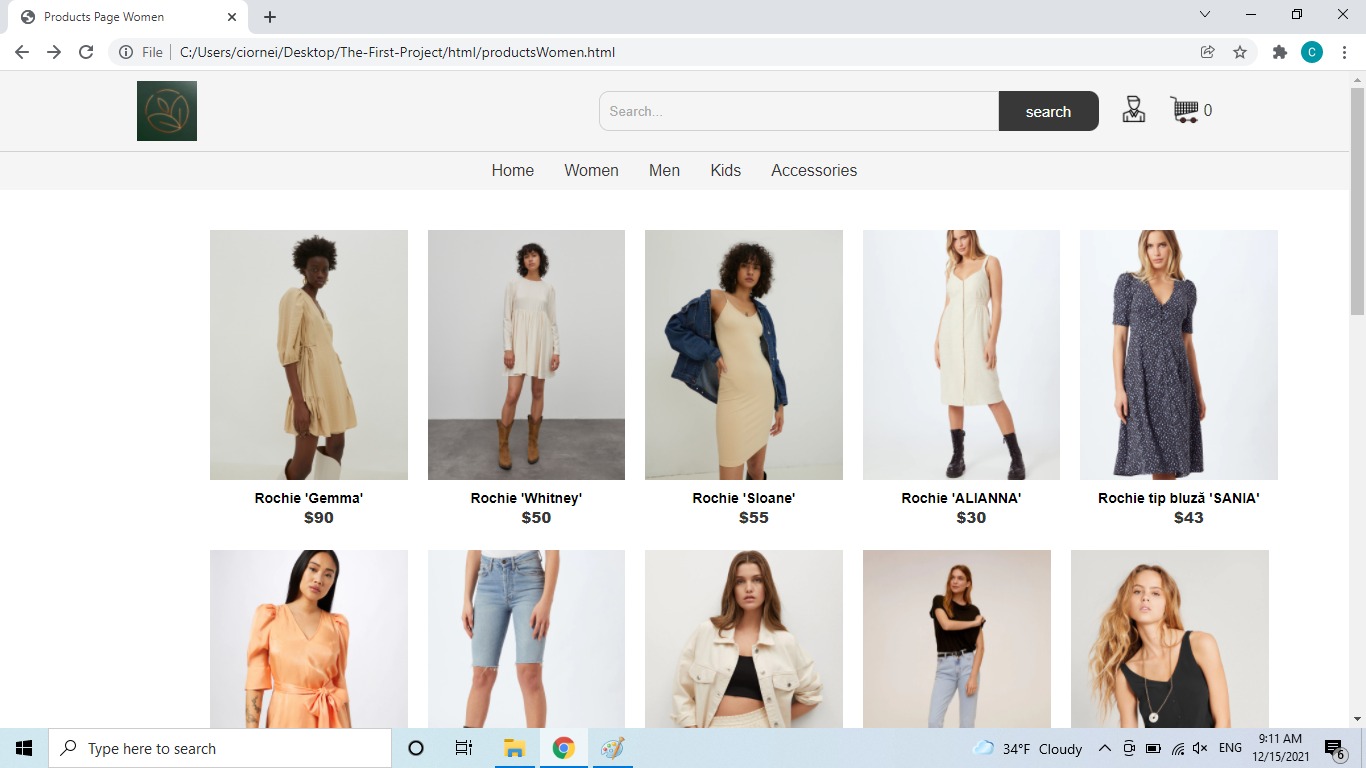 Products Page Women
File C:/Users/ciornei/Desktop/The-First-Project/html/productsWomen.html
C
Search...
search
0
Home Women Men Kids Accessories
Rochie 'Gemma' Rochie 'Whitney' Rochie 'Sloane' Rochie 'ALIANNA' Rochie tip bluză 'SANIA'
$90 $50 $55 $30 $43
Type here to search
34°F Cloudy
ENG
9:11 AM
12/15/2021
6